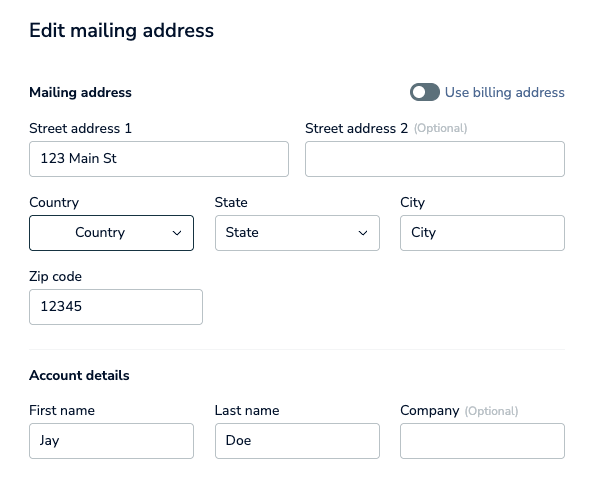 Edit mailing address
Mailing address
Use billing address
Street address 1
Street address 2 (Optional)
123 Main St
Country
State
City
Country
State
City
Zip code
12345
Account details
First name
Last name
Company (Optional)
Jay
Doe